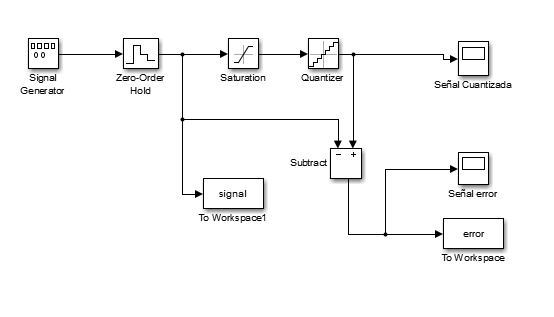 Signal
Generator
Zero-Order
Hold
Saturation
Quantizer
Señal Cuantizada
Subtract
− +
signal
To Workspace1
Señal error
error
To Workspace